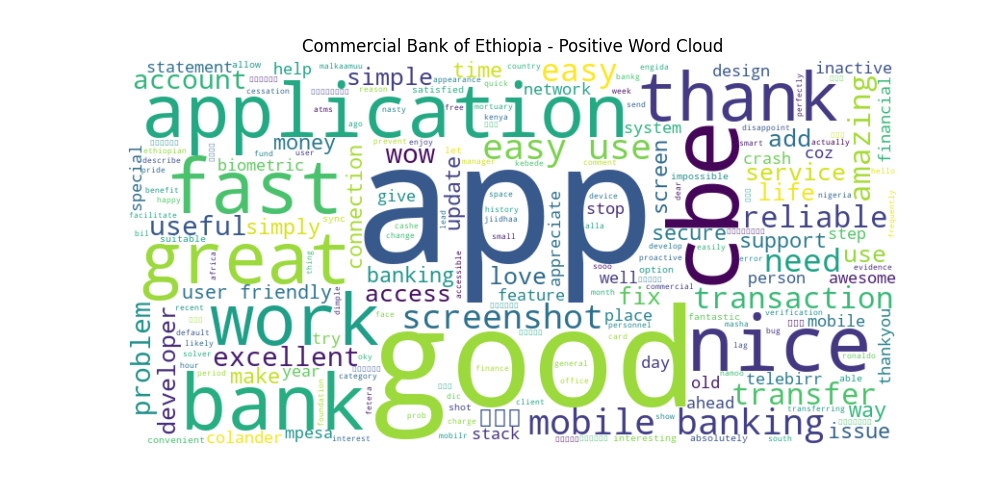 Commercial Bank of Ethiopia - Positive Word Cloud
statement
allow
help
malkaamuu
time
country
easy
engida
thank
design
inactive
account
cessation
simple
appearance
quick
bankg
reason
satisfied
network
week
perfectly
application
atms
nasty
mortuary
free
kenya
send
disappoint
smart
actually
amazing
financial
money
ago
system
add
ethiopian
user
prevent
enjoy
wow
let
easy use
cbe
crash
coz
describe
fund
biometric
manager
kebede
comment
impossible
service
hello
special
pride
fast
connection
update
app
screen
dear
life
benefit
happy
give
space
device
stop
nigeria
facilitate
useful
simply
sync
cashe
change
lead
history
jiidhaa
alla
appreciate
secure
reliable
frequently
bil
suitable
small
develop
easily
support
step
great
africa
thing
banking
accessible
love
well
proactive
option
error
need
use
user friendly
dimple
access
feature
sooo
month
commercial
person
evidence
awesome
problem
recent
work
face
screenshot
fix
place
transaction
fantastic
verification
default
likely
try
personnel
masha
mobile
developer
solver
excellent
oky
good
card
nice
bug
lag
ronaldo
thankyou
hour
period
make
year
category
finance
general
day
old
telebirr
able
bank
foundation
fetera
office
namoo
transfer
dic
client
shot
ahead
transferring
way
prob
charge
mobile banking
show
convenient
colander
mpesa
interest
mobilr
stack
interesting
absolutely
south
issue